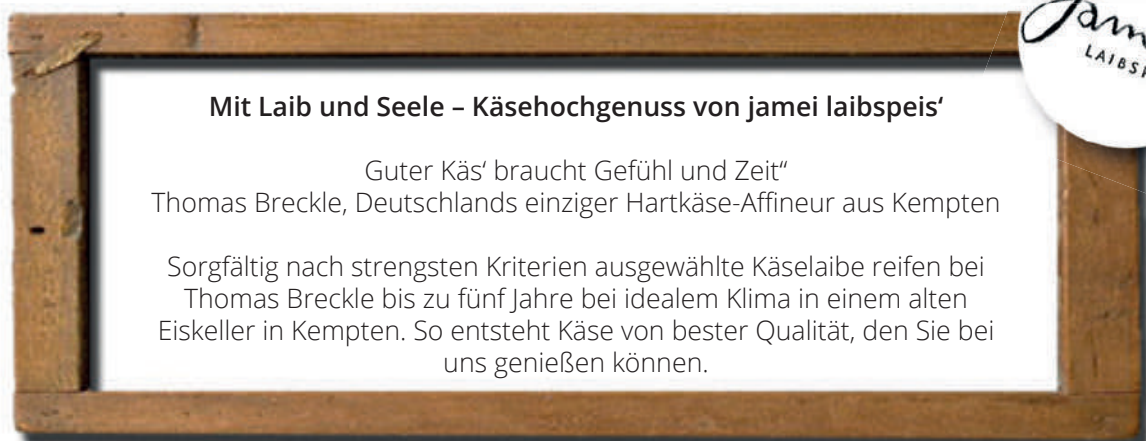 LAIBSP
Mit Laib und Seele – Käsehochgenuss von jamei laibspeis‘
Guter Käs‘ braucht Gefühl und Zeit“
Thomas Breckle, Deutschlands einziger Hartkäse-Affineur aus Kempten
Sorgfältig nach strengsten Kriterien ausgewählte Käselaibe reifen bei
Thomas Breckle bis zu fünf Jahre bei idealem Klima in einem alten
Eiskeller in Kempten. So entsteht Käse von bester Qualität, den Sie bei
uns genießen können.